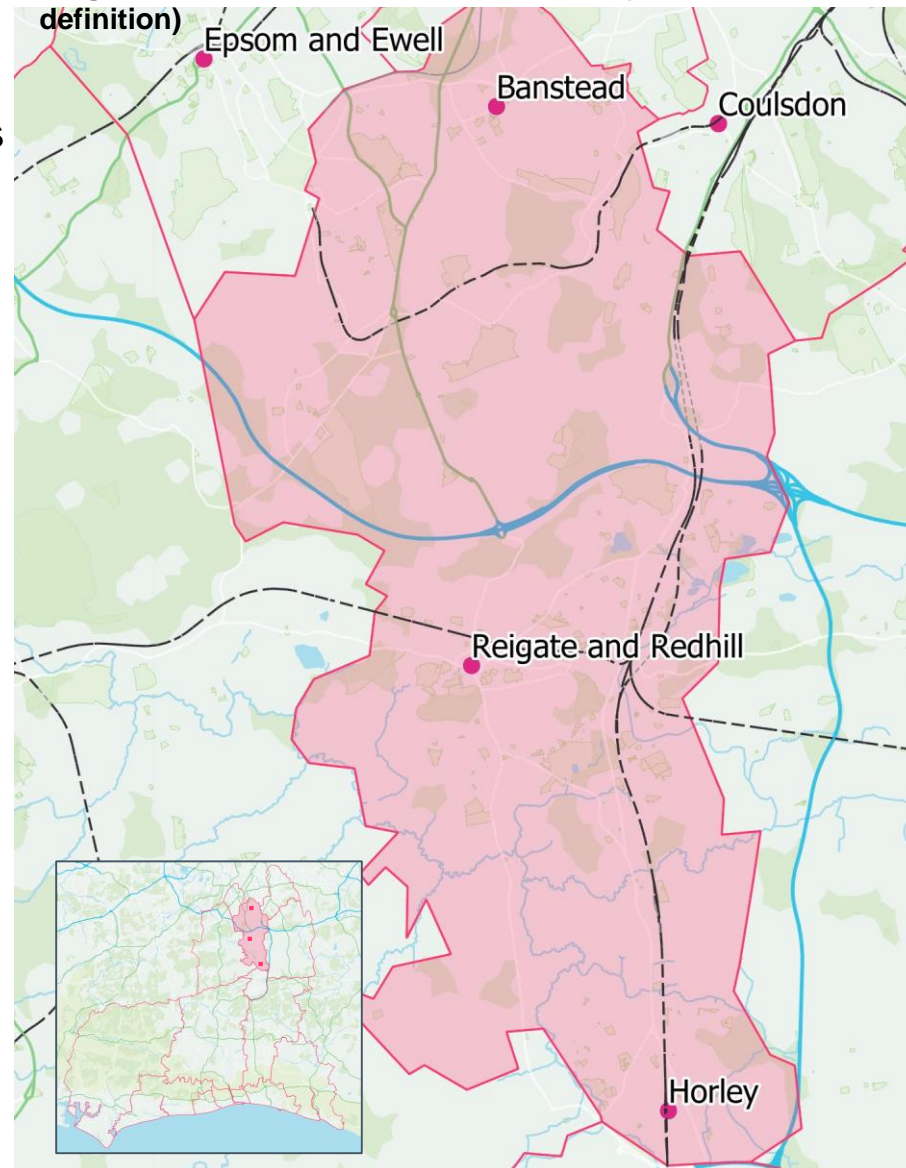 definition)
Epsom and Ewell
Banstead
Coulsdon
s
Reigate and Redhill
Horley